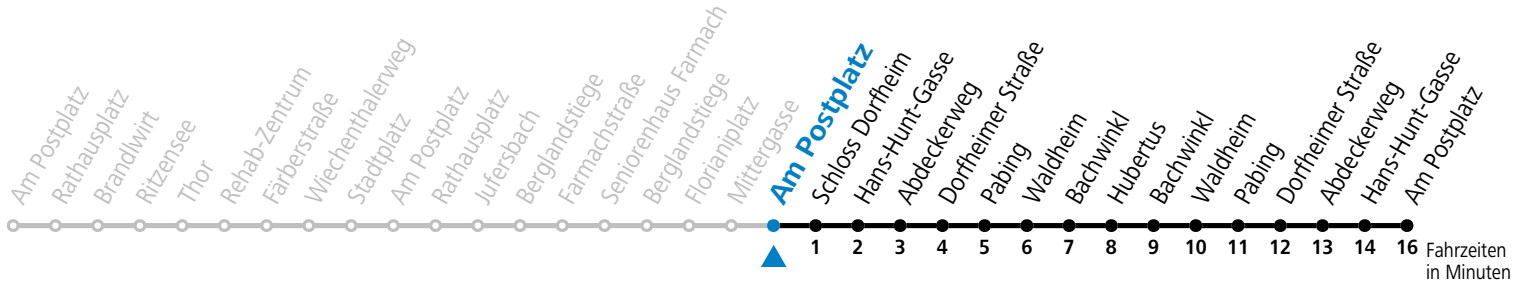 Am Postplatz
Rathausplatz
Brandlwirt
Ritzensee
Thor
Rehab-Zentrum
Färberstraße
Wiechenthalerweg
Stadtplatz
Am Postplatz
Rathausplatz
Jufersbach
Berglandstiege
Farmachstraße
Seniorenhaus Farmach
Berglandstiege
Florianiplatz
Mittergasse
Am Postplatz
Schloss Dorfheim
Hans-Hunt-Gasse
Abdeckerweg
Dorfheimer Straße
Pabing
Waldheim
Bachwinkl
Hubertus
Bachwinkl
Waldheim
Pabing
Dorfheimer Straße
Abdeckerweg
Hans-Hunt-Gasse
Am Postplatz
1 2 3 4 5 6 7 8 9 10 11 12 13 14 16
Fahrzeiten
in Minuten